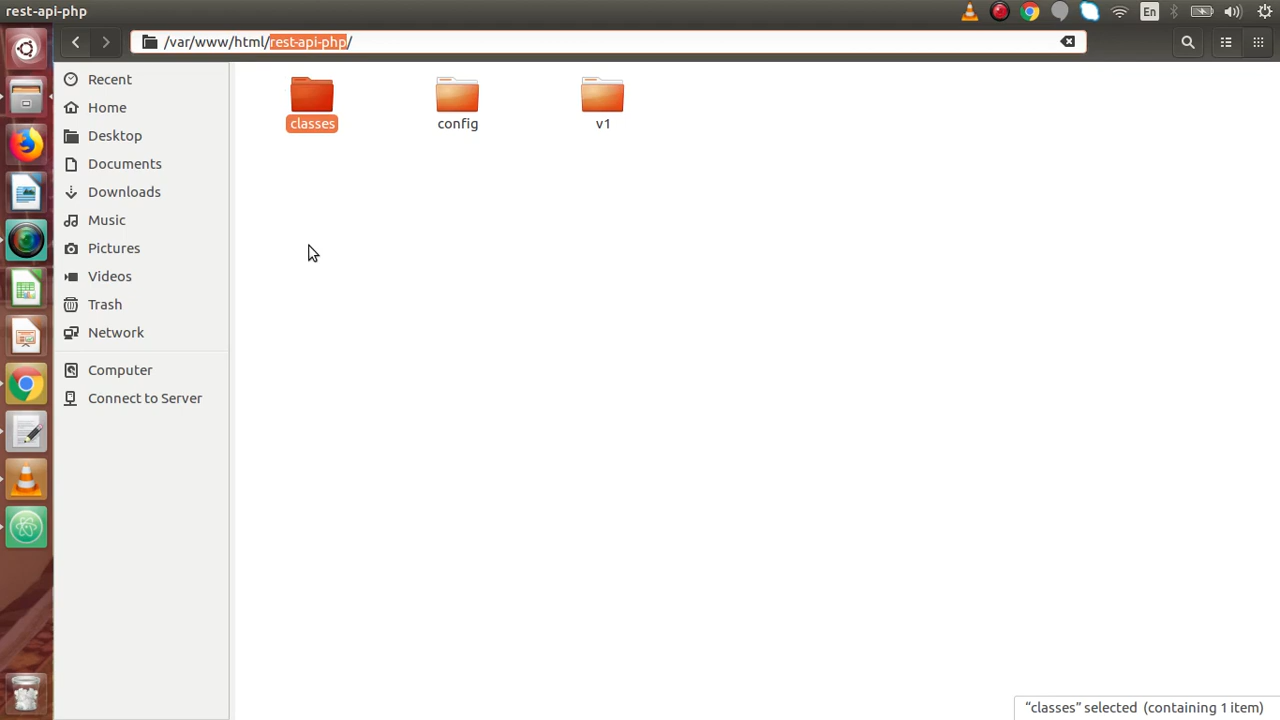 rest-api-php
En
/var/www/html/rest-api-php/
Recent
Home
Desktop
Documents
Downloads
Music
Pictures
Videos
Trash
Network
Computer
Connect to Server
classes
config
v1
“classes” selected (containing 1 item)